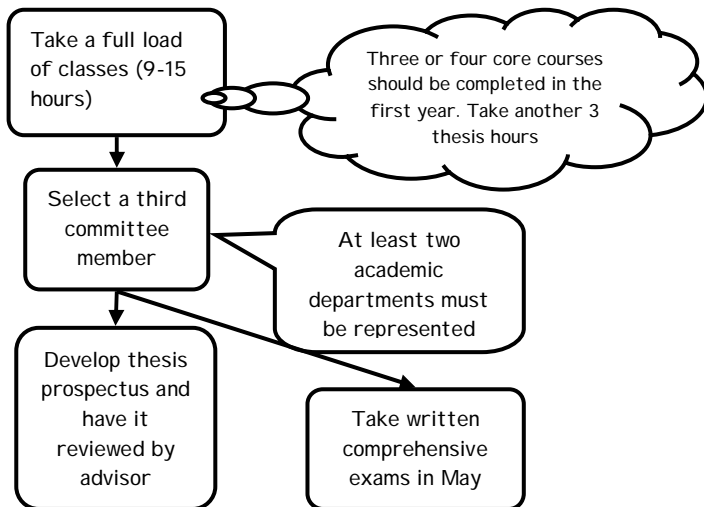 Take a full load
of classes (9-15
hours)
Three or four core courses
should be completed in the
first year. Take another 3
thesis hours
Select a third
committee
member
At least two
academic
departments must
be represented
Develop thesis
prospectus and
have it
reviewed by
advisor
Take written
comprehensive
exams in May